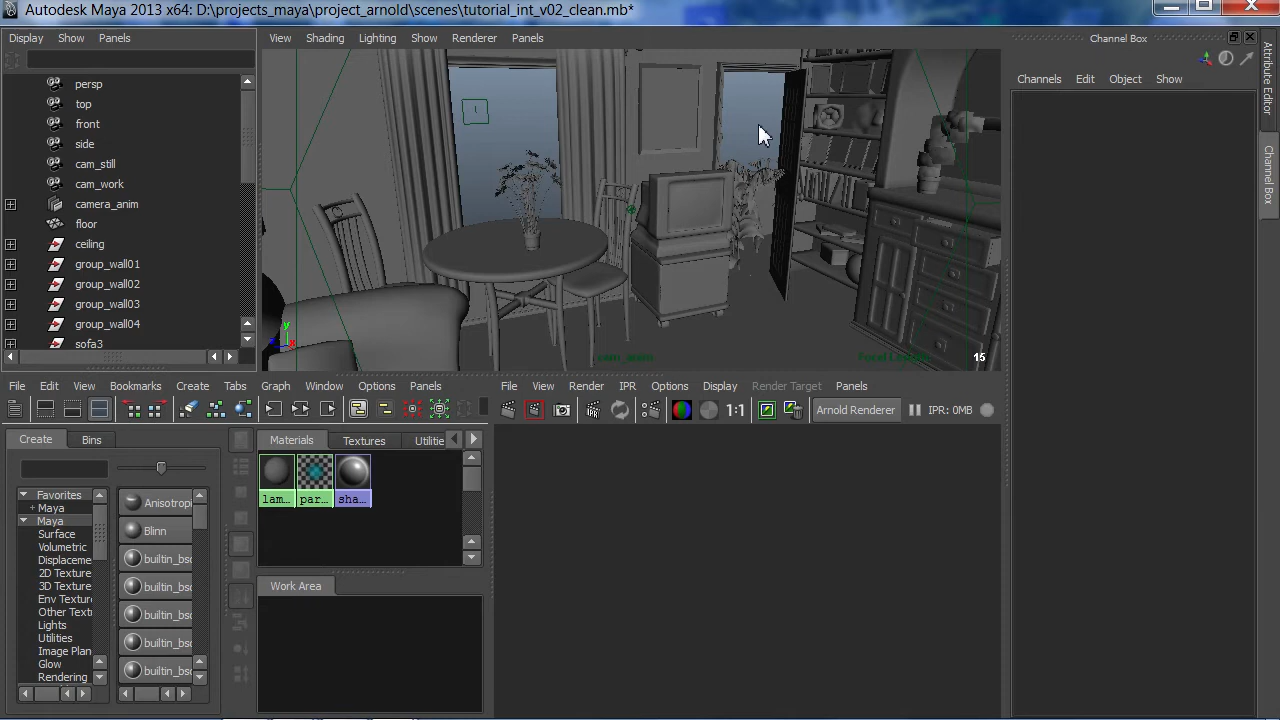 Autodesk Maya 2013 x64: D:\projects_maya\project_arnold\scenes\tutorial_int_v02_clean.mb*
Display Show Panels
View Shading Lighting Show Renderer Panels
Channel Box
Channels Edit Object Show
Attribute Editor
Channel Box
persp
top
front
side
cam_still
cam_work
camera_anim
floor
ceiling
group_wall01
group_wall02
group_wall03
group_wall04
sofa3
y
x
15
File Edit View Bookmarks Create Tabs Graph Window Options Panels
File View Render IPR Options Display Render Target Panels
1:1 Arnold Renderer IPR: 0MB
Create Bins
Materials Textures Utilitie
Favorites
Maya
Maya
Surface
Volumetric
Displaceme
2D Texture
3D Texture
Env Textur
Other Text
Lights
Utilities
Image Plan
Glow
Rendering
Anisotropi
Blinn
builtin_bsd
builtin_bsd
builtin_bsd
builtin_bsd
builtin_bsd
lam... par... sha...
Work Area